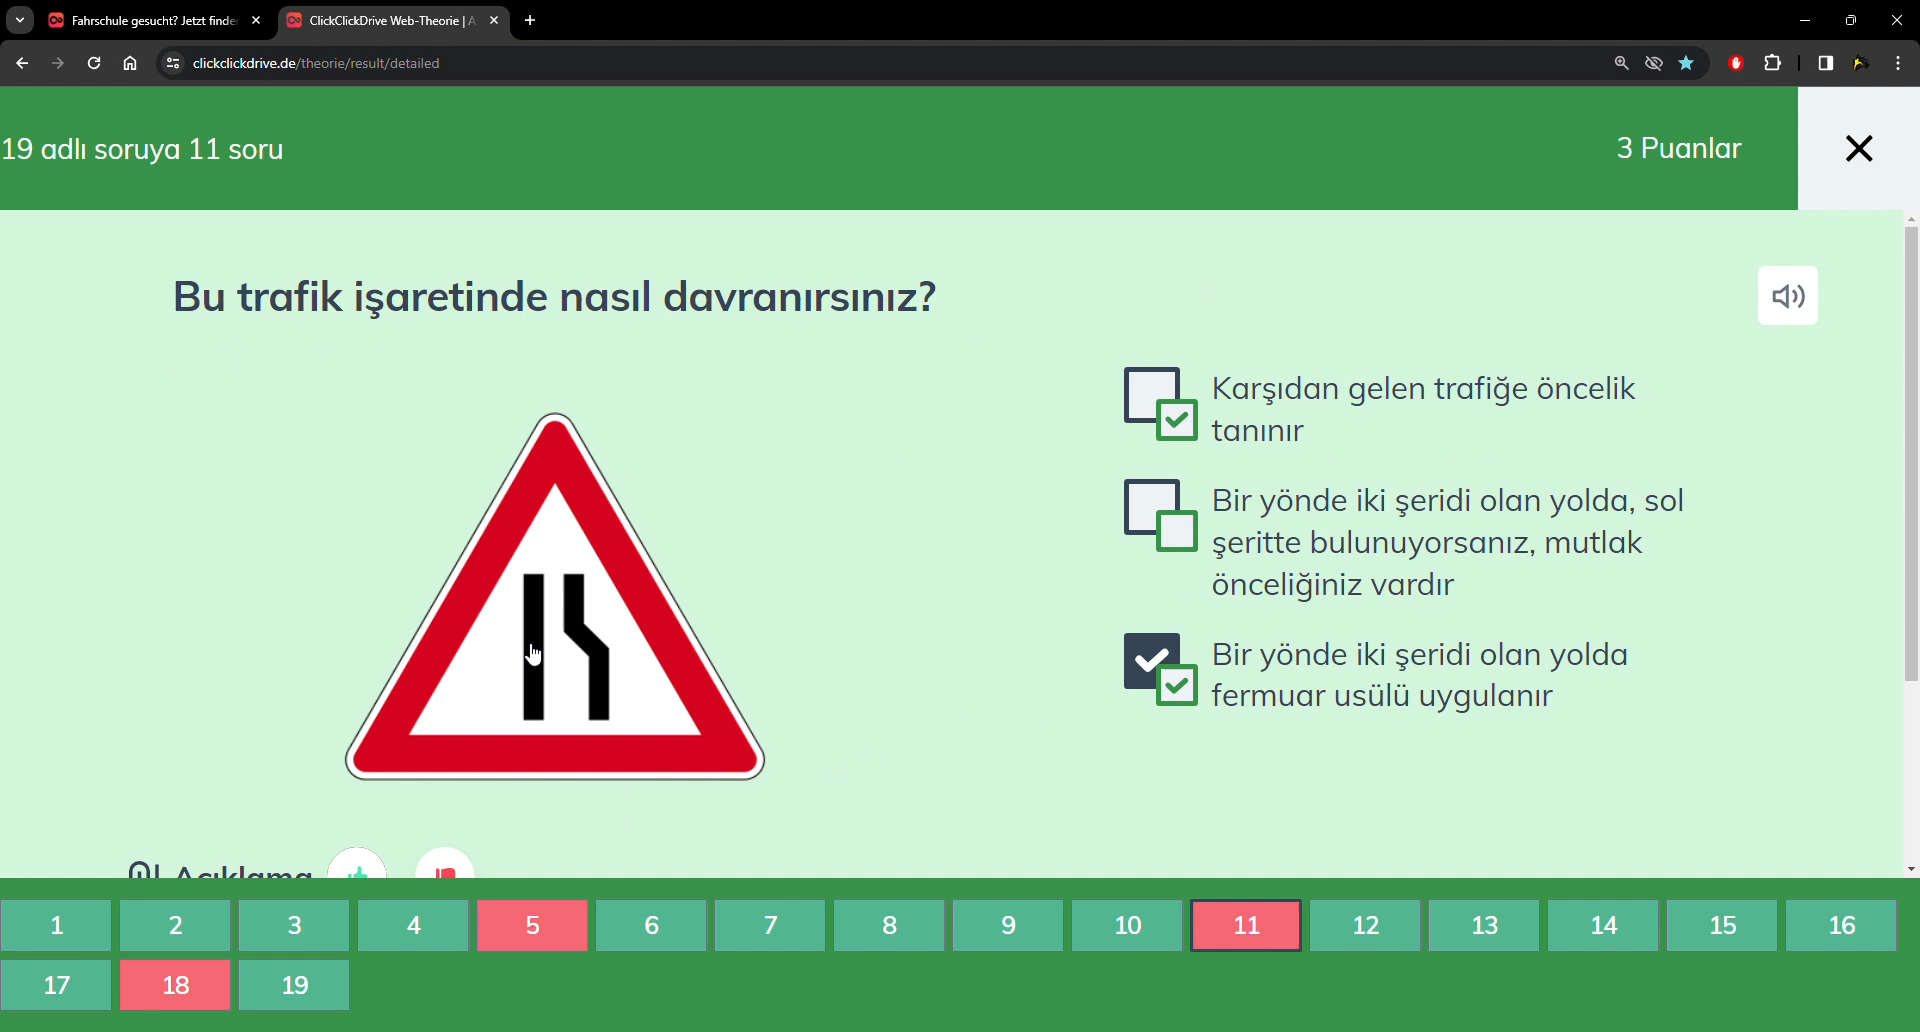 Fahrschule gesucht? Jetzt finde
ClickClickDrive Web-Theorie | A
clickclickdrive.de/theorie/result/detailed
19 adlı soruya 11 soru
3 Puanlar
Bu trafik işaretinde nasıl davranırsınız?
Karşıdan gelen trafiğe öncelik
tanınır
Bir yönde iki şeridi olan yolda, sol
şeritte bulunuyorsanız, mutlak
önceliğiniz vardır
Bir yönde iki şeridi olan yolda
fermuar usülü uygulanır
Açıklama
1 2 3 4 5 6 7 8 9 10 11 12 13 14 15 16
17 18 19